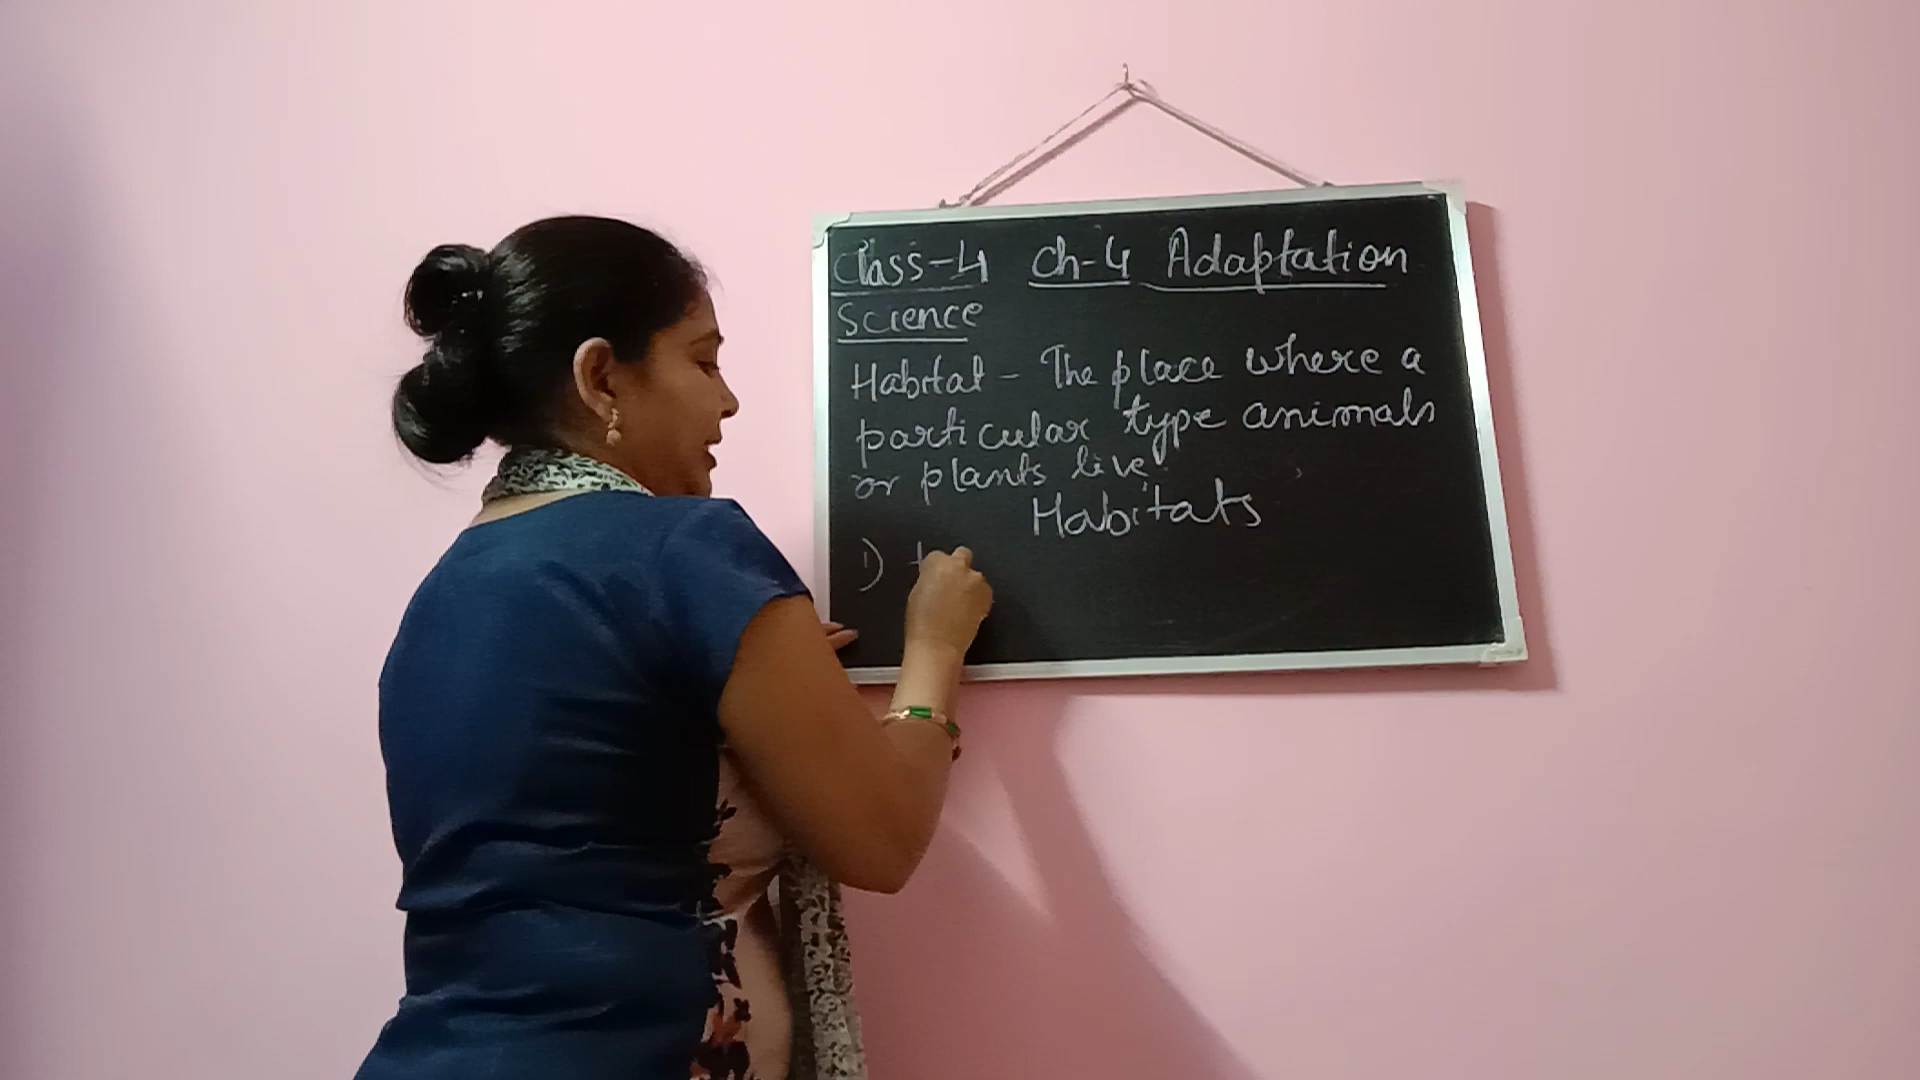 Class-4 Ch-4 Adaptation
Science
Habitat - The place where a
particular type animals
or plants live.
Habitats
1)